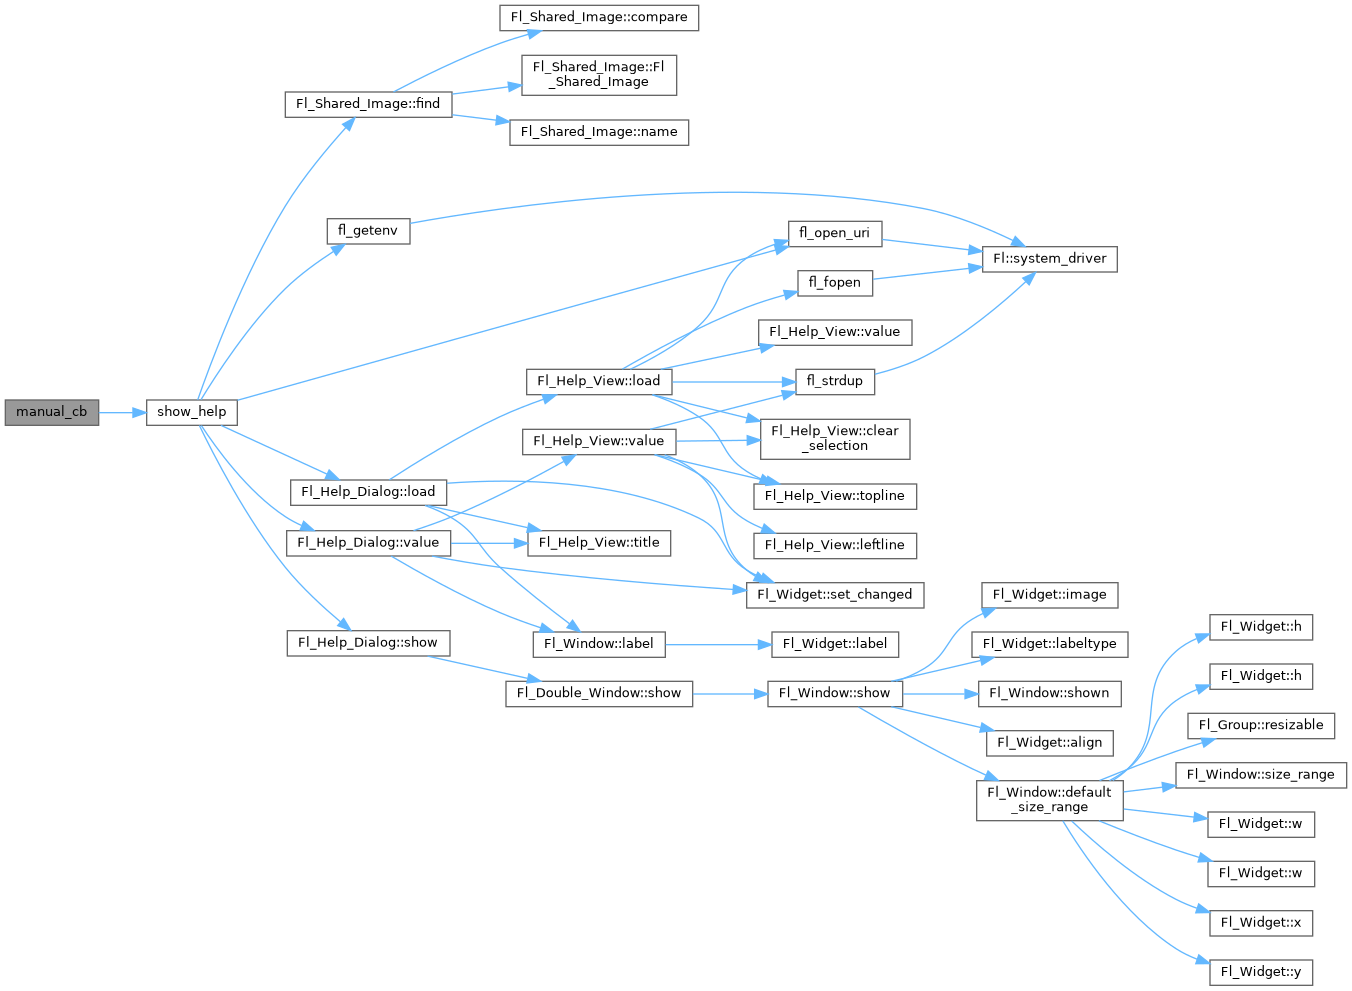 Fl_Shared_Image::compare
Fl_Shared_Image::Fl
_Shared_Image
Fl_Shared_Image::find
Fl_Shared_Image::name
fl_getenv
fl_open_uri
Fl::system_driver
fl_fopen
Fl_Help_View::value
Fl_Help_View::load
fl_strdup
manual_cb
show_help
Fl_Help_View::clear
_selection
Fl_Help_View::value
Fl_Help_Dialog::load
Fl_Help_View::topline
Fl_Help_Dialog::value
Fl_Help_View::title
Fl_Help_View::leftline
Fl_Widget::set_changed
Fl_Widget::image
Fl_Help_Dialog::show
Fl_Window::label
Fl_Widget::label
Fl_Widget::labeltype
Fl_Widget::h
Fl_Double_Window::show
Fl_Window::show
Fl_Window::shown
Fl_Widget::h
Fl_Widget::align
Fl_Group::resizable
Fl_Window::default
_size_range
Fl_Window::size_range
Fl_Widget::w
Fl_Widget::w
Fl_Widget::x
Fl_Widget::y